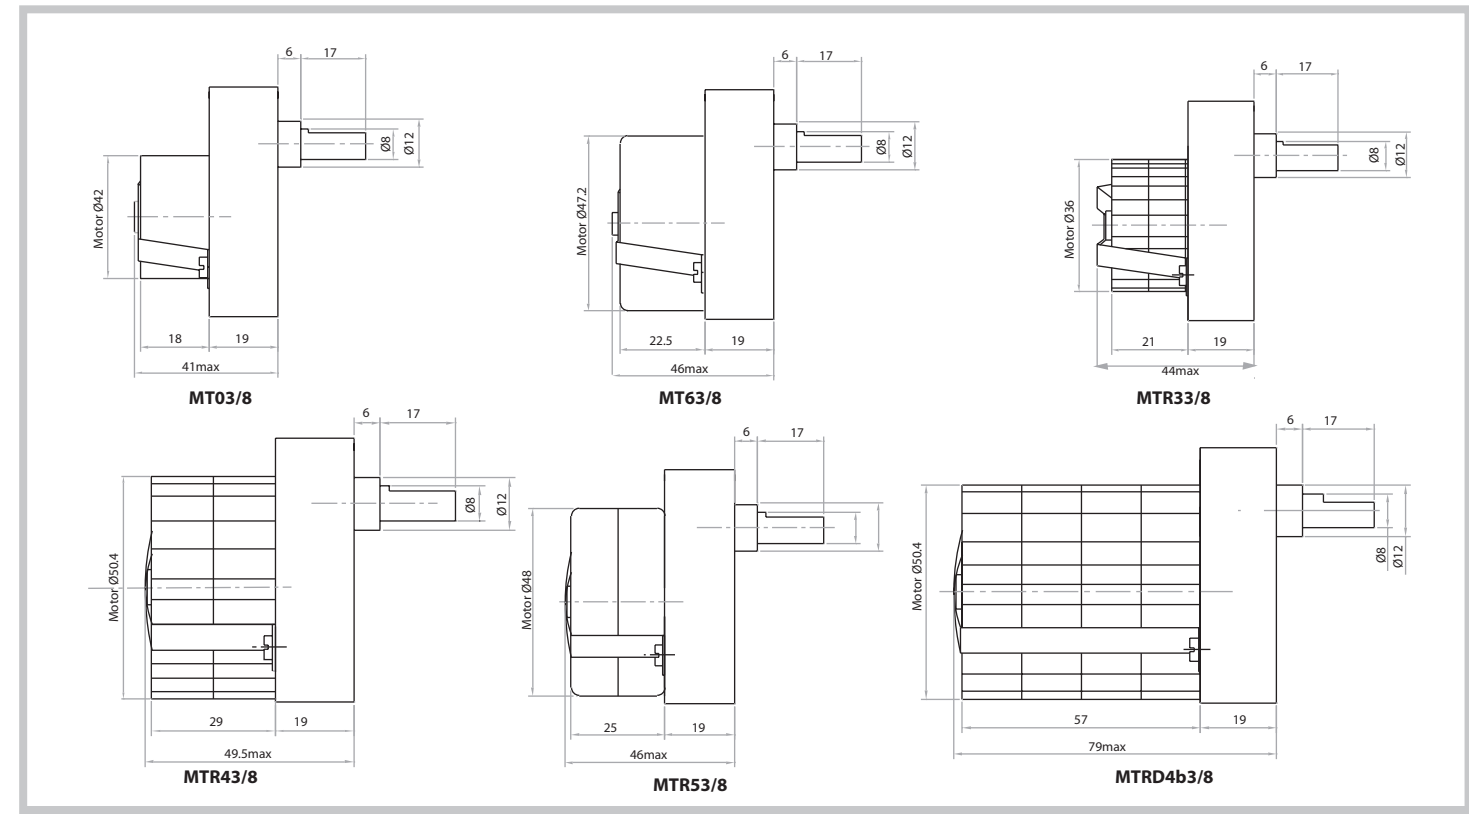 6 17
Ø8
Ø12
Motor Ø42
18 19
41max
MT03/8
6 17
Ø8
Ø12
Motor Ø47.2
22.5 19
46max
MT63/8
6 17
Ø8
Ø12
Motor Ø36
21 19
44max
MTR33/8
6 17
Ø8
Ø12
Motor Ø50.4
29 19
49.5max
MTR43/8
6 17
Motor Ø48
25 19
46max
MTR53/8
6 17
Ø8
Ø12
Motor Ø50.4
57 19
79max
MTRD4b3/8